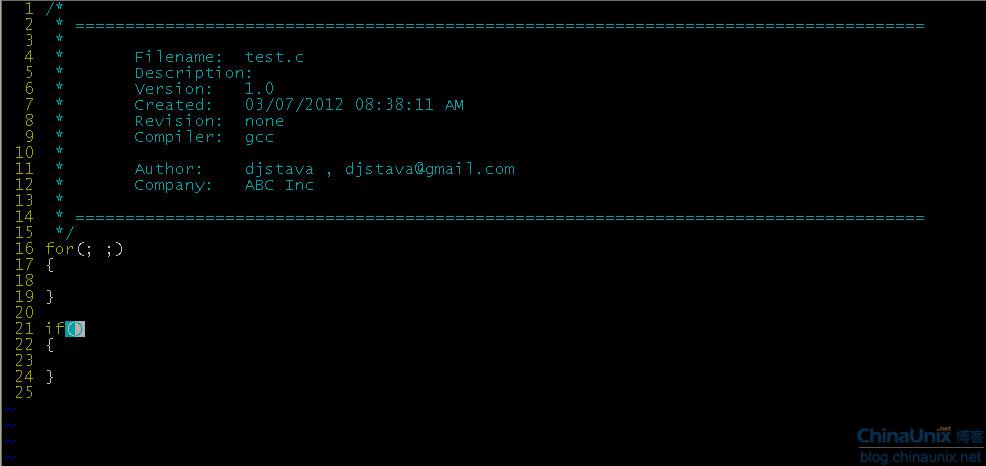 1 /*
2  * =====================================================================================
3  *
4  *       Filename:  test.c
5  *       Description:
6  *       Version:   1.0
7  *       Created:   03/07/2012 08:38:11 AM
8  *       Revision:  none
9  *       Compiler:  gcc
10  *
11  *       Author:    djstava , djstava@gmail.com
12  *       Company:   ABC Inc
13  *
14  * =====================================================================================
15  */
16 for(; ;)
17 {
18
19 }
20
21 if()
22 {
23
24 }
25
~
~
~
~
ChinaUnix.net 博客
blog.chinaunix.net